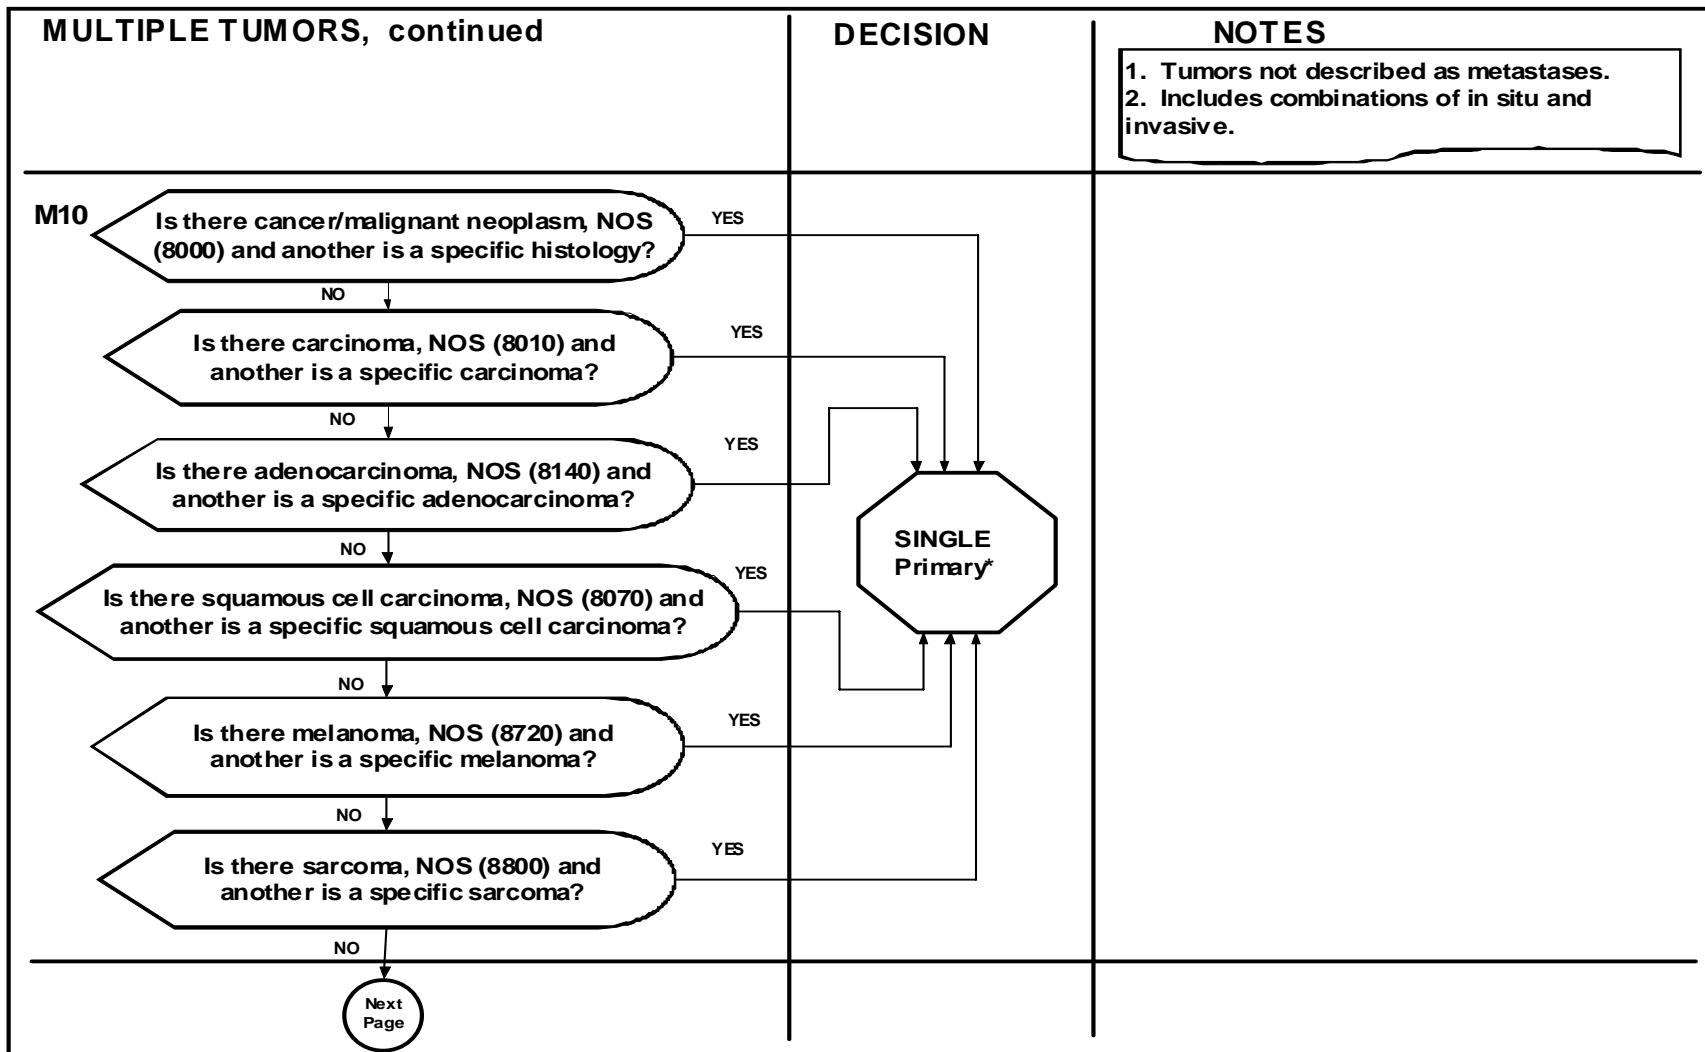 MULTIPLE TUMORS, continued
DECISION
NOTES
1. Tumors not described as metastases.
2. Includes combinations of in situ and
invasive.
M10
Is there cancer/malignant neoplasm, NOS
(8000) and another is a specific histology?
YES
NO
Is there carcinoma, NOS (8010) and
another is a specific carcinoma?
YES
NO
Is there adenocarcinoma, NOS (8140) and
another is a specific adenocarcinoma?
YES
NO
Is there squamous cell carcinoma, NOS (8070) and
another is a specific squamous cell carcinoma?
YES
NO
Is there melanoma, NOS (8720) and
another is a specific melanoma?
YES
NO
Is there sarcoma, NOS (8800) and
another is a specific sarcoma?
YES
NO
SINGLE
Primary*
Next
Page